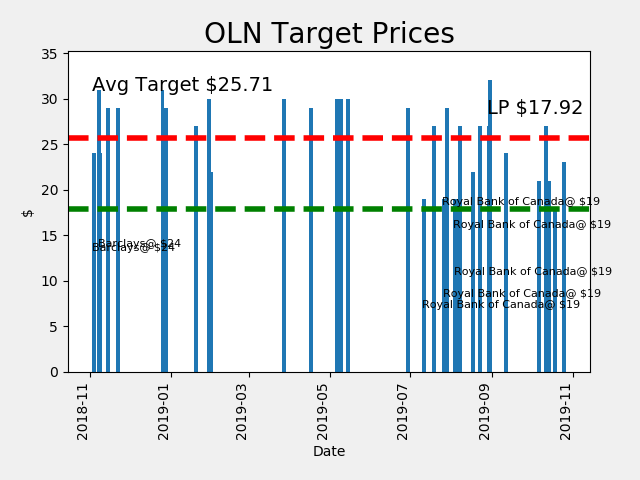 OLN Target Prices
35
30
25
20
15
10
5
0
$
Avg Target $25.71
LP $17.92
Royal Bank of Canada@ $19
Royal Bank of Canada@ $19
Barclays@ $24
Barclays@ $24
Royal Bank of Canada@ $19
Royal Bank of Canada@ $19
Royal Bank of Canada@ $19
2018-11
2019-01
2019-03
2019-05
2019-07
2019-09
2019-11
Date